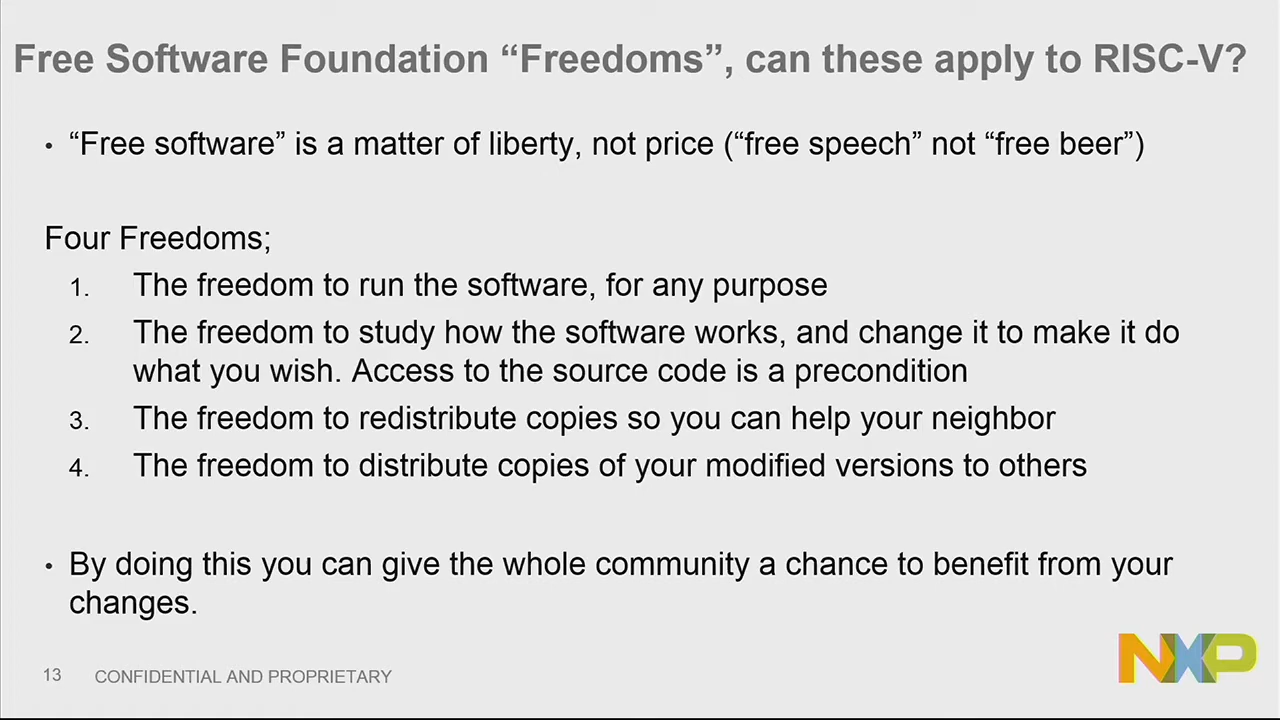 Free Software Foundation “Freedoms”, can these apply to RISC-V?
• “Free software” is a matter of liberty, not price (“free speech” not “free beer”)
Four Freedoms;
1. The freedom to run the software, for any purpose
2. The freedom to study how the software works, and change it to make it do
what you wish. Access to the source code is a precondition
3. The freedom to redistribute copies so you can help your neighbor
4. The freedom to distribute copies of your modified versions to others
• By doing this you can give the whole community a chance to benefit from your
changes.
13 CONFIDENTIAL AND PROPRIETARY
NXP